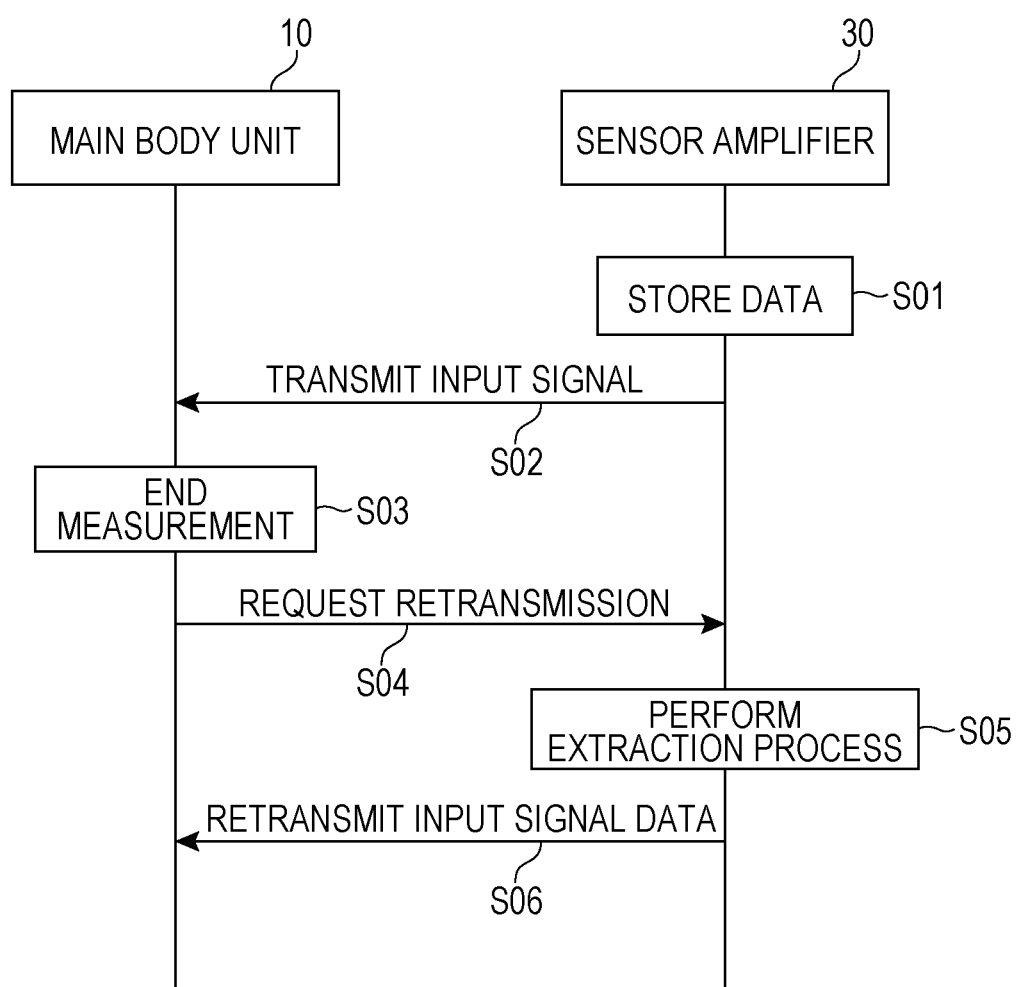 10
30
MAIN BODY UNIT
SENSOR AMPLIFIER
STORE DATA
S01
TRANSMIT INPUT SIGNAL
S02
END
MEASUREMENT
S03
REQUEST RETRANSMISSION
S04
PERFORM
EXTRACTION PROCESS
S05
RETRANSMIT INPUT SIGNAL DATA
S06